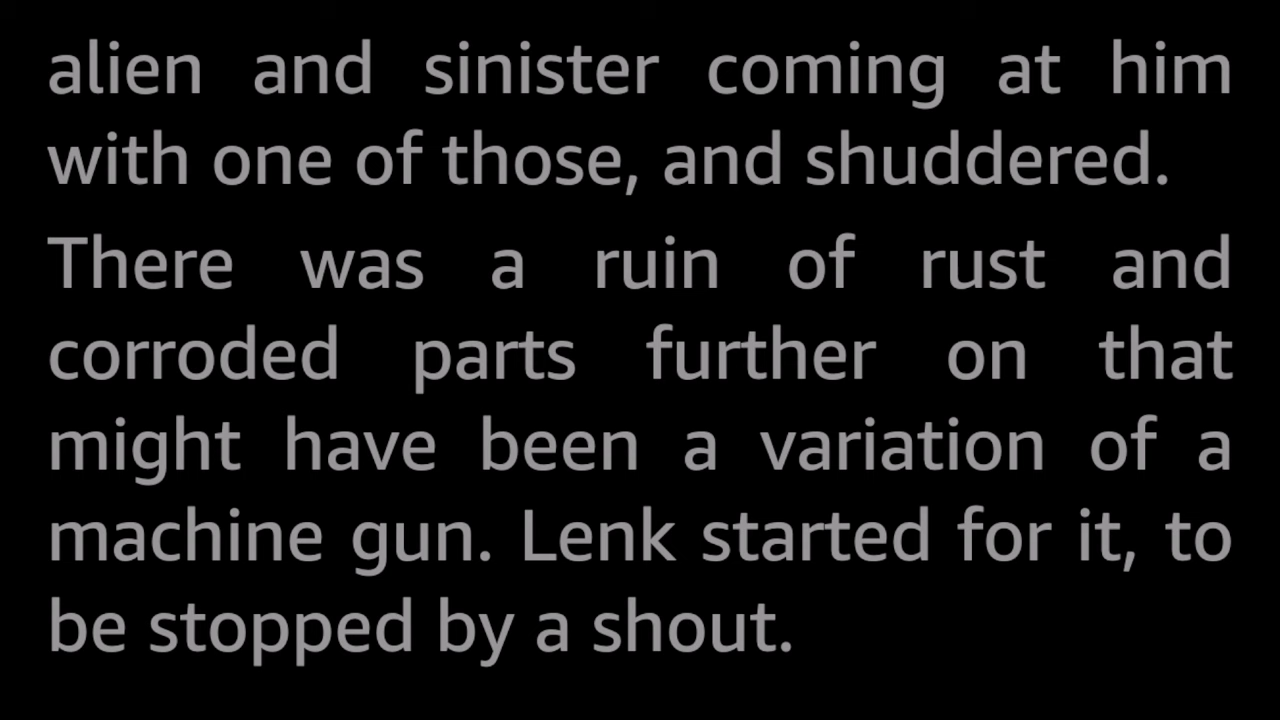 alien and sinister coming at him
with one of those, and shuddered.
There was a ruin of rust and
corroded parts further on that
might have been a variation of a
machine gun. Lenk started for it, to
be stopped by a shout.